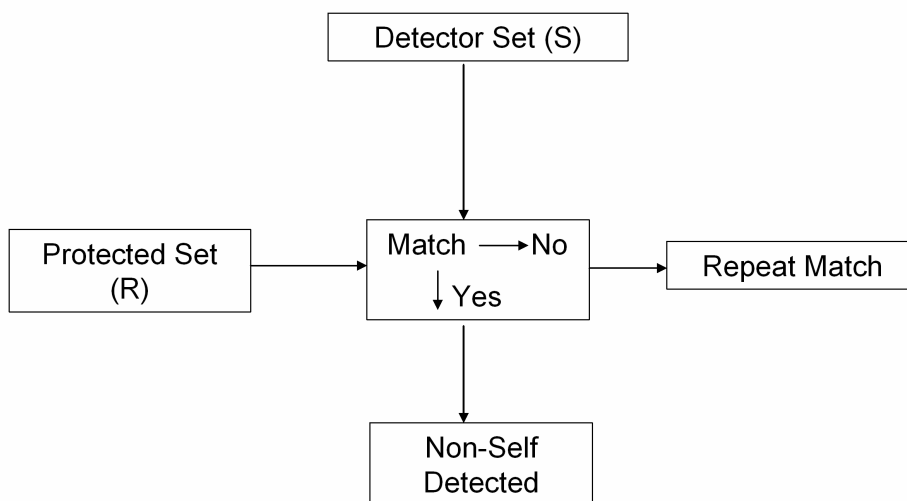 Detector Set (S)
Protected Set
(R)
Match No
Yes
Repeat Match
Non-Self
Detected